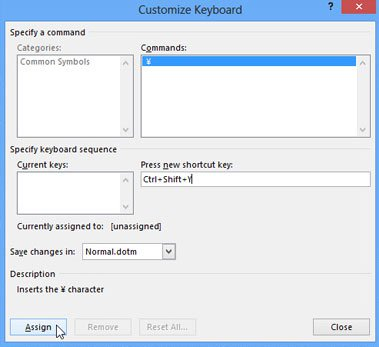 Customize Keyboard
?
Specify a command
Categories:
Commands:
Common Symbols
¥
Specify keyboard sequence
Current keys:
Press new shortcut key:
Ctrl+Shift+Y
Currently assigned to: [unassigned]
Save changes in: Normal.dotm
Description
Inserts the ¥ character
Assign
Remove
Reset All...
Close